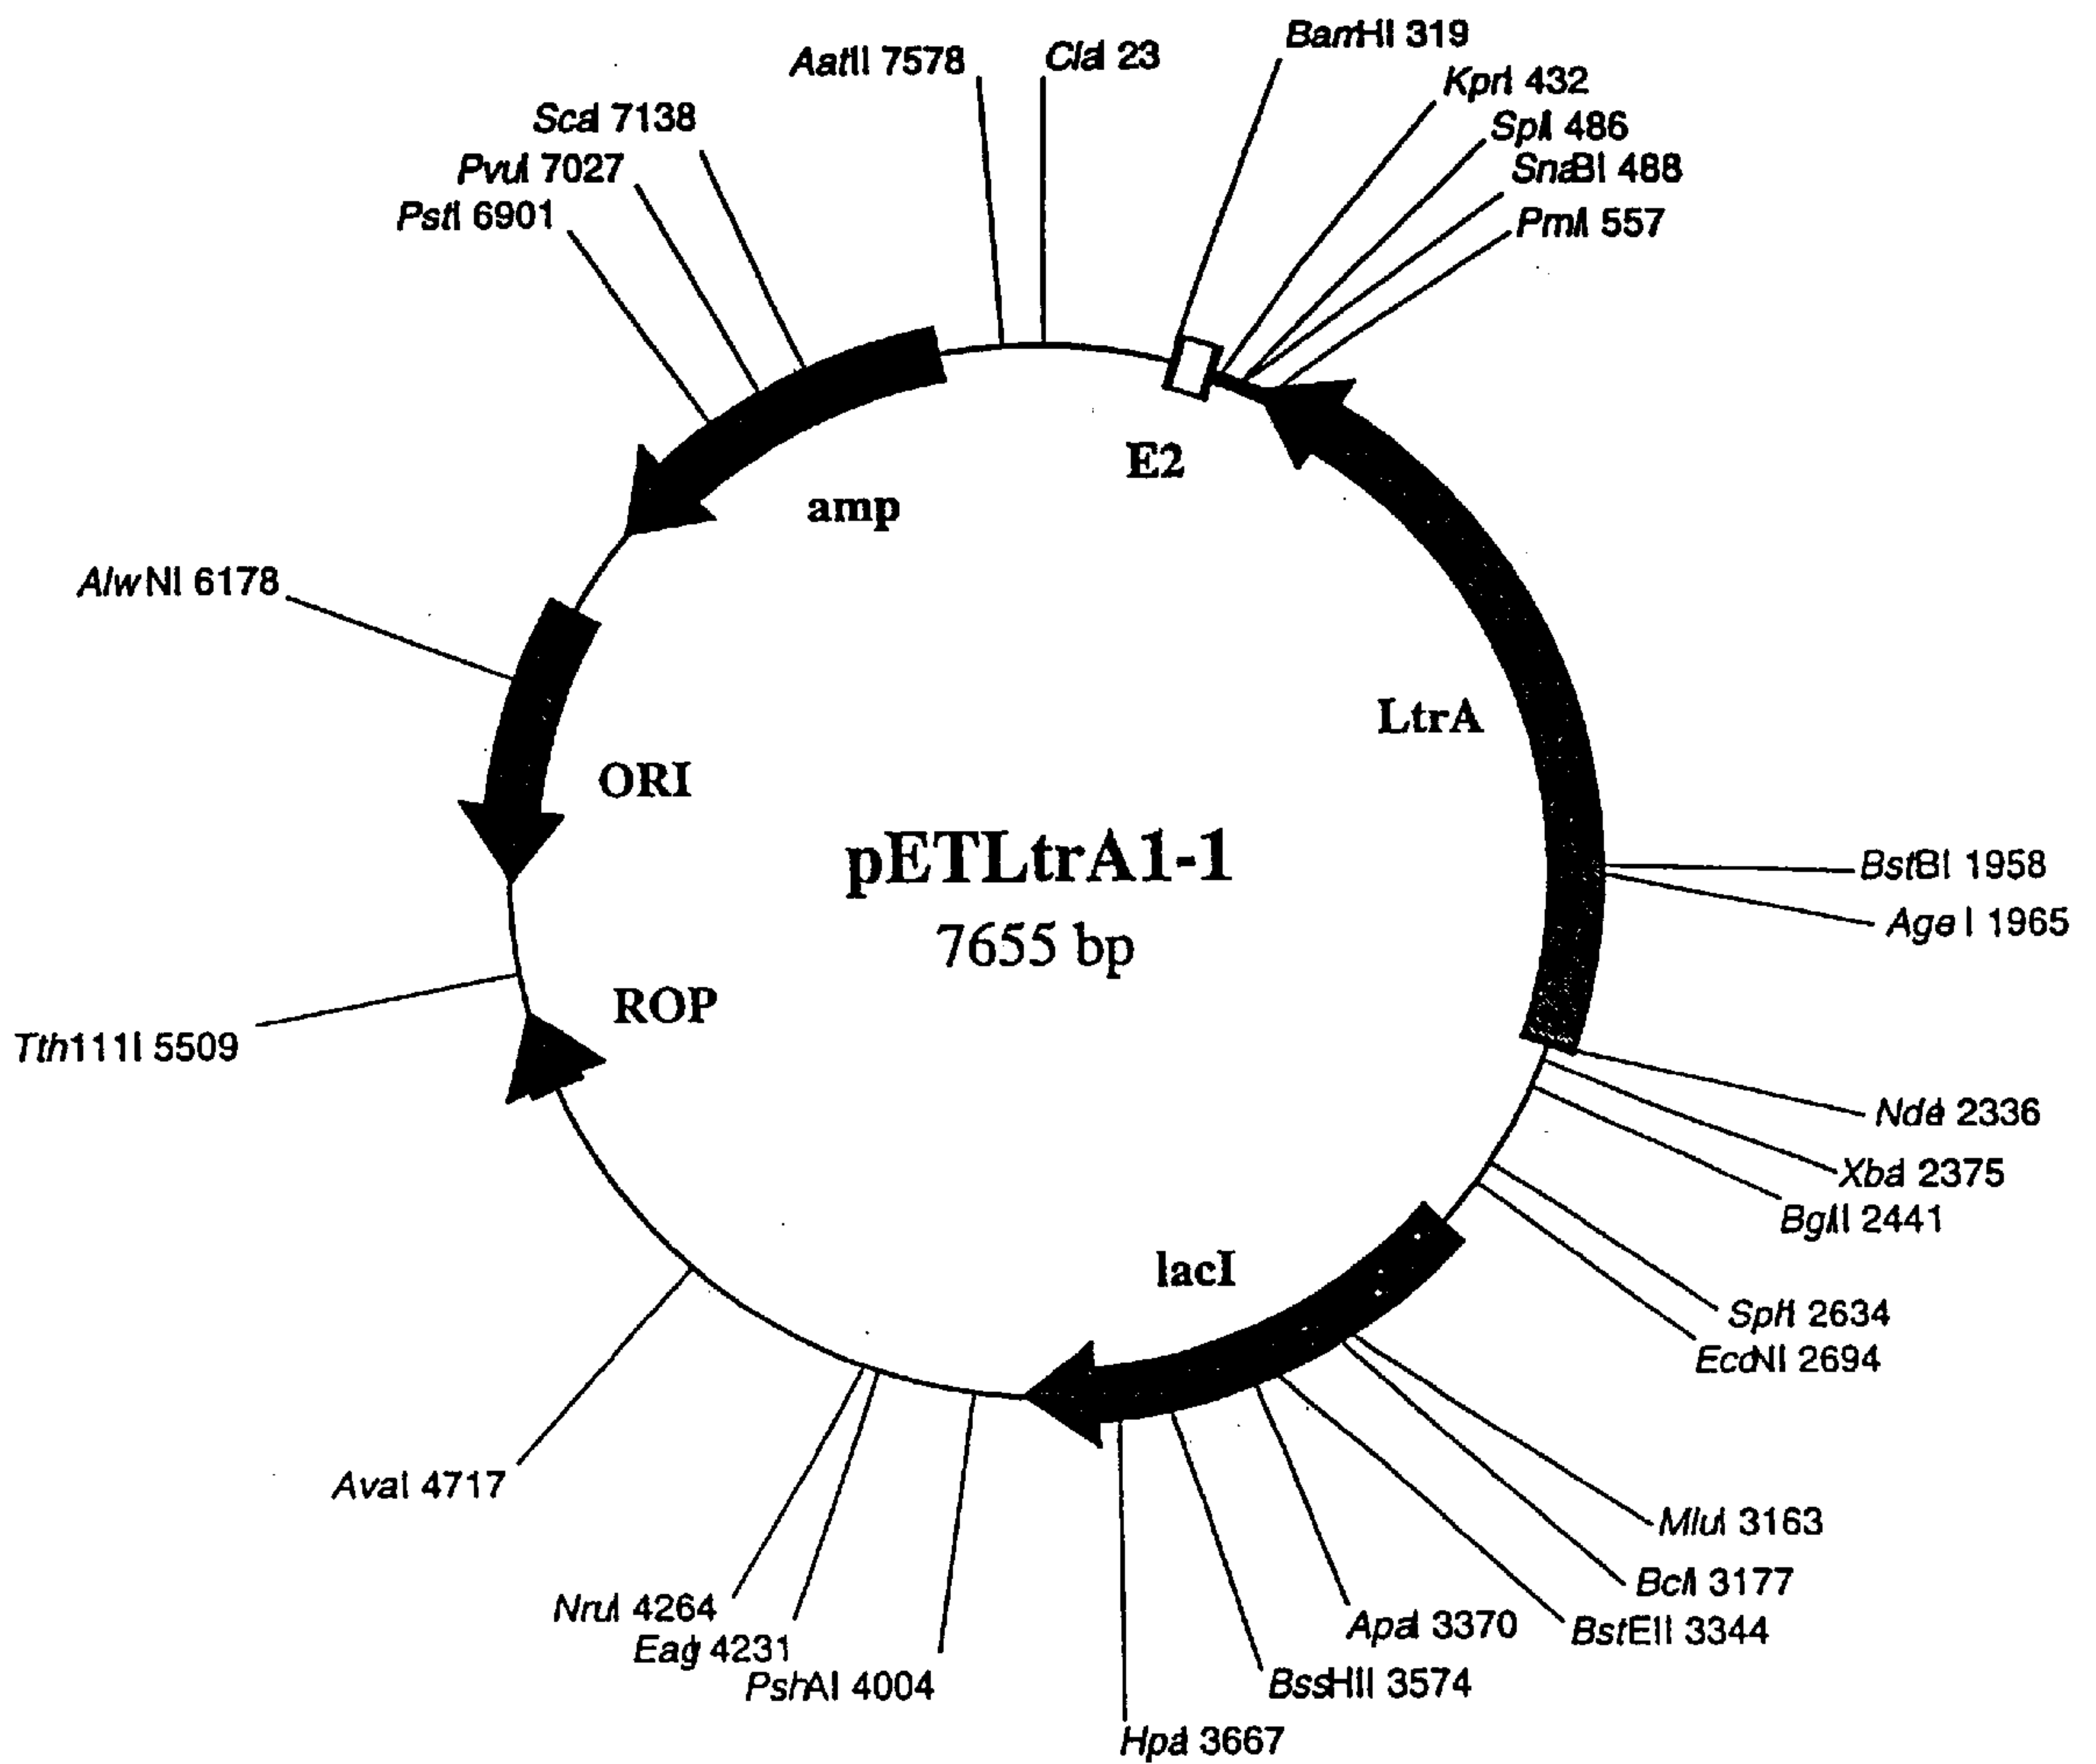 AatII 7578
ClaI 23
BamHI 319
KpnI 432
SplI 486
SnaBI 488
PmlI 557
ScaI 7138
PvuI 7027
PstI 6901
E2
amp
AlwNI 6178
LtrA
ORI
pETLtrA1-1
7655 bp
BstBI 1958
AgeI 1965
ROP
Tth111I 5509
NdeI 2336
XbaI 2375
BglII 2441
lacI
SphI 2634
EcoNI 2694
AvaI 4717
MluI 3163
BclI 3177
BstEII 3344
ApaI 3370
BssHII 3574
HpaI 3667
NruI 4264
EagI 4231
PshAI 4004